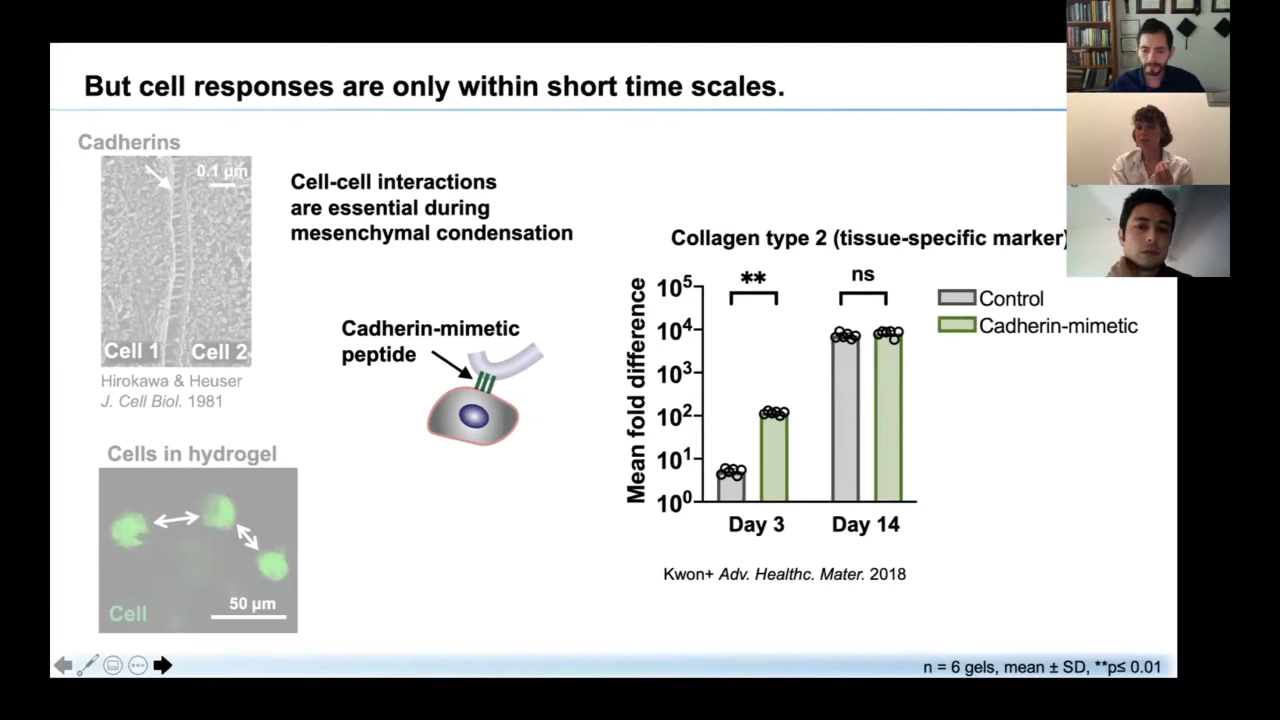 But cell responses are only within short time scales.
Cadherins
0.1 µm
Cell 1
Cell 2
Hirokawa & Heuser
J. Cell Biol. 1981
Cell-cell interactions
are essential during
mesenchymal condensation
Cadherin-mimetic
peptide
Cells in hydrogel
Cell
50 µm
Collagen type 2 (tissue-specific marker)
Mean fold difference
10⁵
10⁴
10³
10²
10¹
10⁰
**
ns
Day 3
Day 14
Control
Cadherin-mimetic
Kwon+ Adv. Healthc. Mater. 2018
n = 6 gels, mean ± SD, **p≤ 0.01